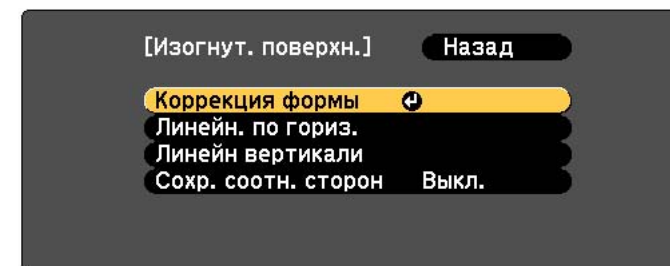 [Изогнут. поверхн.] Назад
Коррекция формы
Линейн. по гориз.
Линейн вертикали
Сохр. соотн. сторон Выкл.